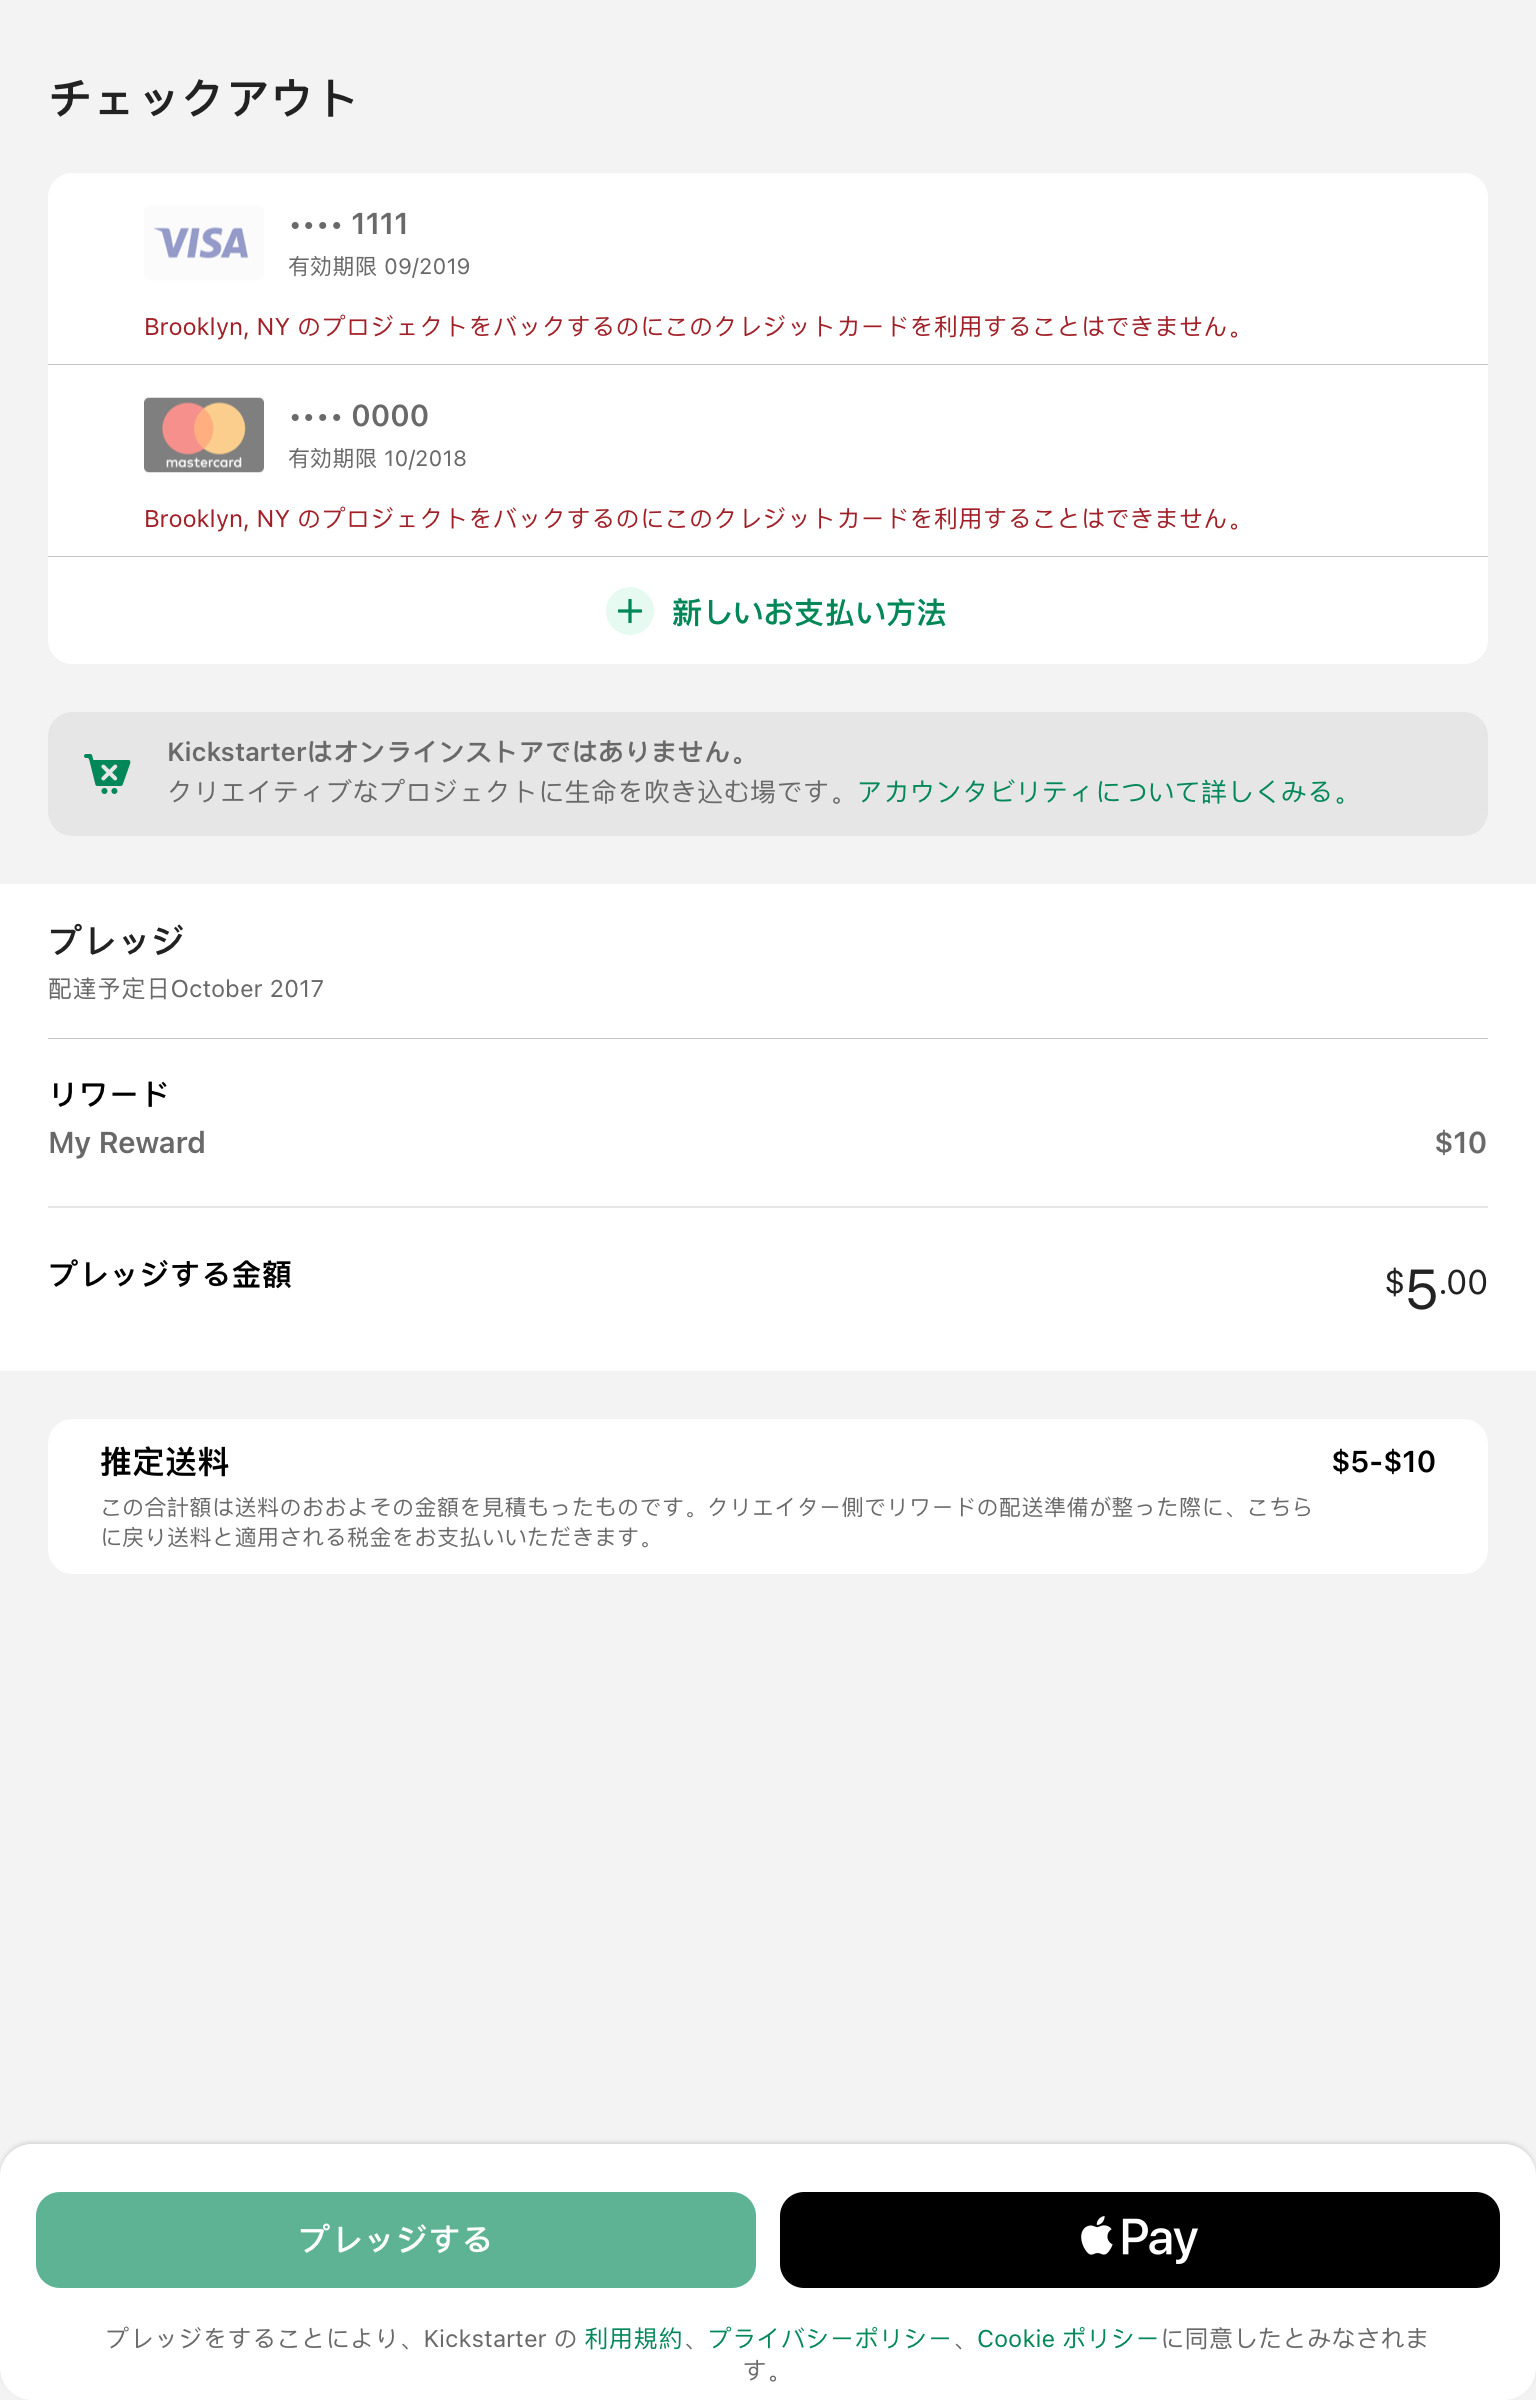 チェックアウト
VISA
•••• 1111
有効期限 09/2019
Brooklyn, NY のプロジェクトをバックするのにこのクレジットカードを利用することはできません。
mastercard
•••• 0000
有効期限 10/2018
Brooklyn, NY のプロジェクトをバックするのにこのクレジットカードを利用することはできません。
新しいお支払い方法
Kickstarterはオンラインストアではありません。
クリエイティブなプロジェクトに生命を吹き込む場です。アカウンタビリティについて詳しくみる。
プレッジ
配達予定日October 2017
リワード
My Reward $10
プレッジする金額 $5.00
推定送料 $5-$10
この合計額は送料のおおよその金額を見積もったものです。クリエイター側でリワードの配送準備が整った際に、こちら
に戻り送料と適用される税金をお支払いいただきます。
プレッジする
Pay
プレッジをすることにより、Kickstarter の 利用規約、プライバシーポリシー、Cookie ポリシーに同意したとみなされま
す。